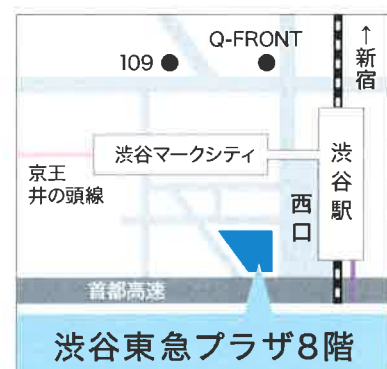 Q-FRONT
109
↑新宿
渋谷マークシティ
渋谷駅
京王
井の頭線
西口
首都高速
渋谷東急プラザ8階